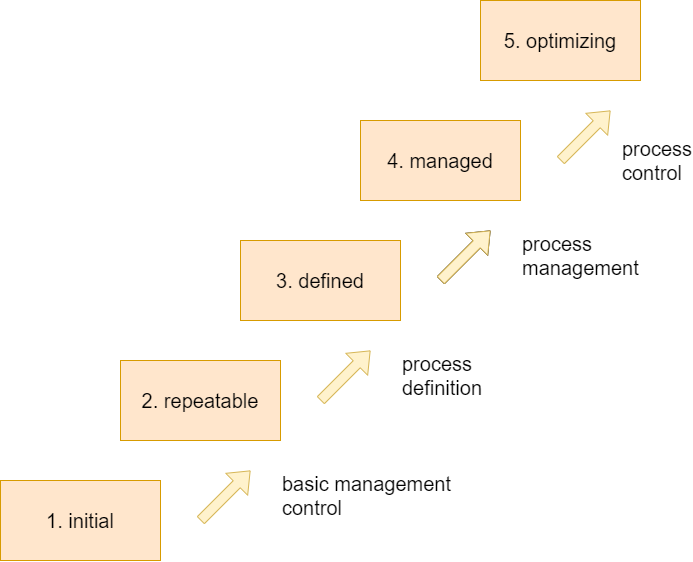 5. optimizing
process
control
4. managed
process
management
3. defined
process
definition
2. repeatable
basic management
control
1. initial